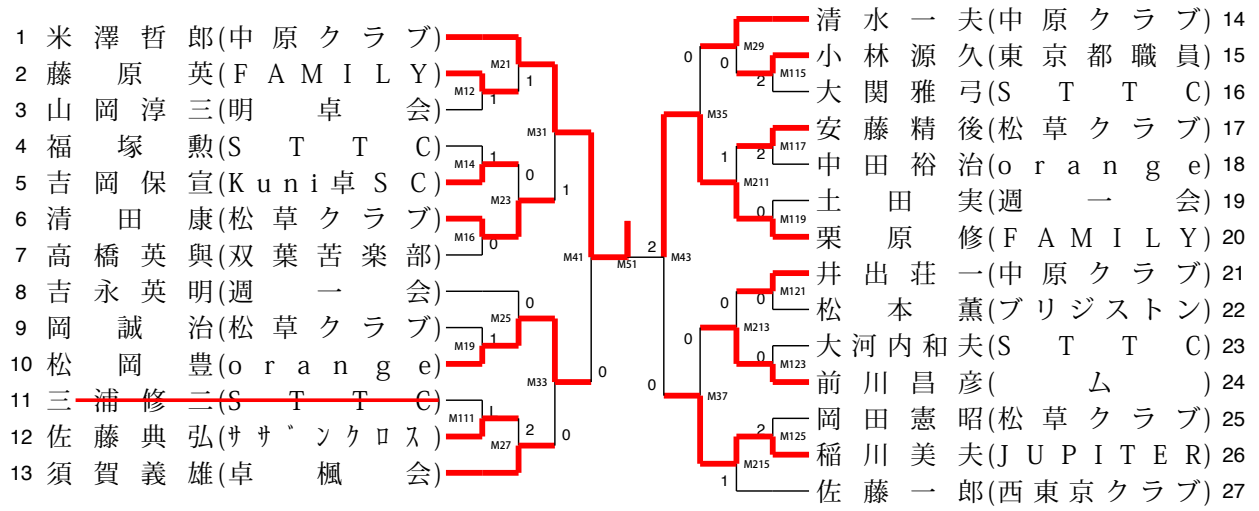 1 米澤哲郎(中原クラブ)
2 藤原英(FAMILY)
3 山岡淳三(明卓会)
4 福塚勲(STTC)
5 吉岡保宣(Kuni卓SC)
6 清田康(松草クラブ)
7 高橋英與(双葉苦楽部)
8 吉永英明(週一会)
9 岡誠治(松草クラブ)
10 松岡豊(orange)
11 三浦修二(STTC)
12 佐藤典弘(ササ゛ンクロス)
13 須賀義雄(卓楓会)
M21
1
M12
1
M31
M14
1
0
M23
1
M16
0
M41
M25
0
M19
1
M33
0
M111
L
M27
2
0
M51
2
M43
0
M29
0
M115
2
0
M35
M117
2
1
M211
M119
0
M121
0
0
M213
0
M123
0
0
M37
M125
2
M215
1
清水一夫(中原クラブ) 14
小林源久(東京都職員) 15
大関雅弓(STTC) 16
安藤精後(松草クラブ) 17
中田裕治(orange) 18
土田実(週一会) 19
栗原修(FAMILY) 20
井出荘一(中原クラブ) 21
松本薫(ブリジストン) 22
大河内和夫(STTC) 23
前川昌彦(ム) 24
岡田憲昭(松草クラブ) 25
稲川美夫(JUPITER) 26
佐藤一郎(西東京クラブ) 27